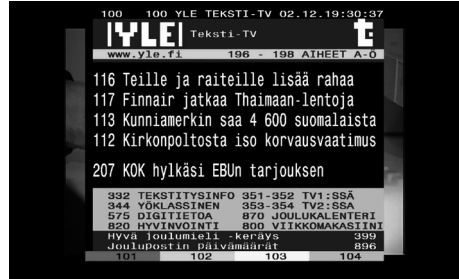 100 100 YLE TEKSTI-TV 02.12.19:30:37
YLE Teksti-TV t:
www.yle.fi 196 - 198 AIHEET A-Ö
116 Teille ja raiteille lisää rahaa
117 Finnair jatkaa Thaimaan-lentoja
113 Kunniamerkin saa 4 600 suomalaista
112 Kirkonpoltosta iso korvausvaatimus
207 KOK hylkäsi EBUn tarjouksen
332 TEKSTITYSINFO 351-352 TV1:SSÄ
344 YÖKLASSINEN 353-354 TV2:SSA
575 DIGITIETOA 870 JOULUKALENTERI
820 HYVINVOINTI 800 VIIKKOMAKASIINI
Hyvä joulumieli -keräys 399
Joulupostin päivämäärät 896
101 102 103 104